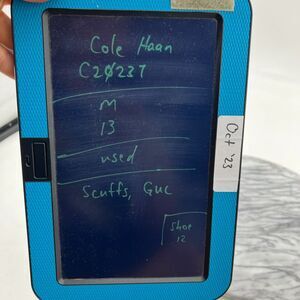 Cole Haan
C20237
M
13
used
Scuffs, GUC
Shoe
12
Oct '23